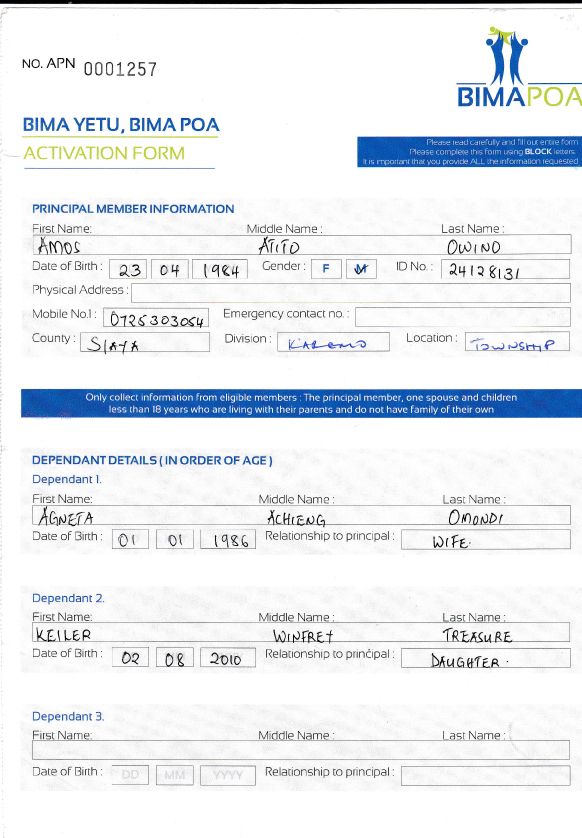 NO. APN 0001257
BIMAPOA
BIMA YETU, BIMA POA
ACTIVATION FORM
Please read carefully and fill out entire form
Please complete this form using BLOCK letters.
It is important that you provide ALL the information requested
PRINCIPAL MEMBER INFORMATION
First Name: Middle Name : Last Name :
AMOS ATITO OWINO
Date of Birth : 23 04 1984 Gender : F M ID No. : 24128131
Physical Address :
Mobile No.1 : 0725303054 Emergency contact no. :
County : SIAYA Division : KAREMO Location : TOWNSHIP
Only collect information from eligible members : The principal member, one spouse and children
less than 18 years who are living with their parents and do not have family of their own
DEPENDANT DETAILS ( IN ORDER OF AGE )
Dependant 1.
First Name: Middle Name : Last Name :
AGNETA ACHIENG OMONDI
Date of Birth : 01 01 1986 Relationship to principal : WIFE.
Dependant 2.
First Name: Middle Name : Last Name :
KEILER WINFRET TREASURE
Date of Birth : 02 08 2010 Relationship to principal : DAUGHTER.
Dependant 3.
First Name: Middle Name : Last Name :
Date of Birth : DD MM YYYY Relationship to principal :